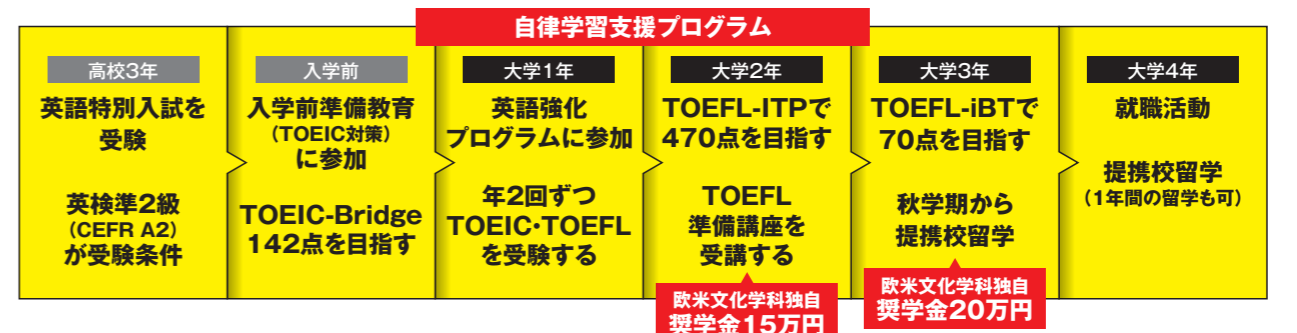 自律学習支援プログラム
高校3年
英語特別入試を
受験
英検準2級
(CEFR A2)
が受験条件
入学前
入学前準備教育
(TOEIC対策)
に参加
TOEIC-Bridge
142点を目指す
大学1年
英語強化
プログラムに参加
年2回ずつ
TOEIC・TOEFL
を受験する
大学2年
TOEFL-ITPで
470点を目指す
TOEFL
準備講座を
受講する
欧米文化学科独自
奨学金15万円
大学3年
TOEFL-iBTで
70点を目指す
秋学期から
提携校留学
欧米文化学科独自
奨学金20万円
大学4年
就職活動
提携校留学
(1年間の留学も可)